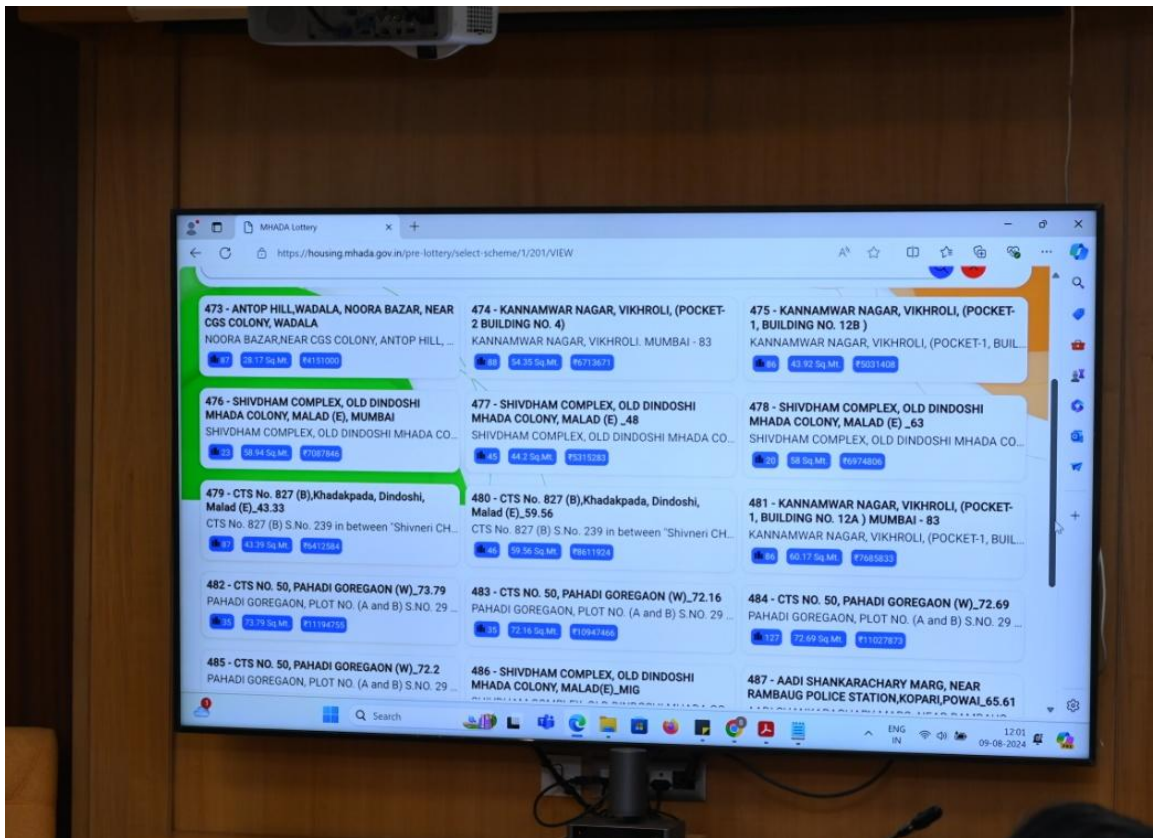 MHADA Lottery
https://housing.mhada.gov.in/pre-lottery/select-scheme/1/201/VIEW
473 - ANTOP HILL,WADALA, NOORA BAZAR, NEAR
CGS COLONY, WADALA
NOORA BAZAR,NEAR CGS COLONY, ANTOP HILL, ...
87 28.17 Sq.Mt. ₹4151000
474 - KANNAMWAR NAGAR, VIKHROLI, (POCKET-
2 BUILDING NO. 4)
KANNAMWAR NAGAR, VIKHROLI. MUMBAI - 83
88 54.35 Sq.Mt. ₹6713671
475 - KANNAMWAR NAGAR, VIKHROLI, (POCKET-
1, BUILDING NO. 12B )
KANNAMWAR NAGAR, VIKHROLI, (POCKET-1, BUIL...
86 43.92 Sq.Mt. ₹5031408
476 - SHIVDHAM COMPLEX, OLD DINDOSHI
MHADA COLONY, MALAD (E), MUMBAI
SHIVDHAM COMPLEX, OLD DINDOSHI MHADA CO...
23 58.94 Sq.Mt. ₹7087846
477 - SHIVDHAM COMPLEX, OLD DINDOSHI
MHADA COLONY, MALAD (E) _48
SHIVDHAM COMPLEX, OLD DINDOSHI MHADA CO...
45 44.2 Sq.Mt. ₹5315283
478 - SHIVDHAM COMPLEX, OLD DINDOSHI
MHADA COLONY, MALAD (E) _63
SHIVDHAM COMPLEX, OLD DINDOSHI MHADA CO...
20 58 Sq.Mt. ₹6974806
479 - CTS No. 827 (B),Khadakpada, Dindoshi,
Malad (E)_43.33
CTS No. 827 (B) S.No. 239 in between "Shivneri CH...
87 43.39 Sq.Mt. ₹6412584
480 - CTS No. 827 (B),Khadakpada, Dindoshi,
Malad (E)_59.56
CTS No. 827 (B) S.No. 239 in between "Shivneri CH...
46 59.56 Sq.Mt. ₹8611924
481 - KANNAMWAR NAGAR, VIKHROLI, (POCKET-
1, BUILDING NO. 12A ) MUMBAI - 83
KANNAMWAR NAGAR, VIKHROLI, (POCKET-1, BUIL...
86 60.17 Sq.Mt. ₹7685833
482 - CTS NO. 50, PAHADI GOREGAON (W)_73.79
PAHADI GOREGAON, PLOT NO. (A and B) S.NO. 29 ...
35 73.79 Sq.Mt. ₹11194755
483 - CTS NO. 50, PAHADI GOREGAON (W)_72.16
PAHADI GOREGAON, PLOT NO. (A and B) S.NO. 29 ...
35 72.16 Sq.Mt. ₹10947466
484 - CTS NO. 50, PAHADI GOREGAON (W)_72.69
PAHADI GOREGAON, PLOT NO. (A and B) S.NO. 29 ...
127 72.69 Sq.Mt. ₹11027873
485 - CTS NO. 50, PAHADI GOREGAON (W)_72.2
PAHADI GOREGAON, PLOT NO. (A and B) S.NO. 29 ...
486 - SHIVDHAM COMPLEX, OLD DINDOSHI
MHADA COLONY, MALAD(E)_MIG
487 - AADI SHANKARACHARY MARG, NEAR
RAMBAUG POLICE STATION,KOPARI,POWAI_65.61
Search
ENG
IN
12:01
09-08-2024